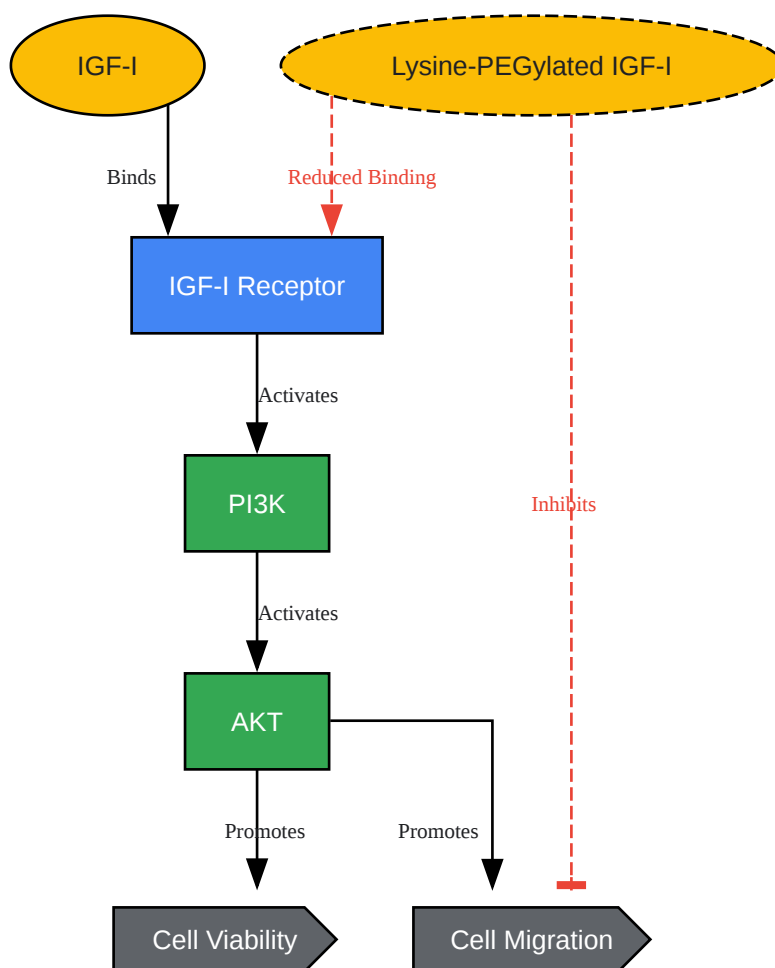 IGF-I
Lysine-PEGylated IGF-I
Binds
Reduced Binding
IGF-I Receptor
Activates
PI3K
Inhibits
Activates
AKT
Promotes
Promotes
Cell Viability
Cell Migration